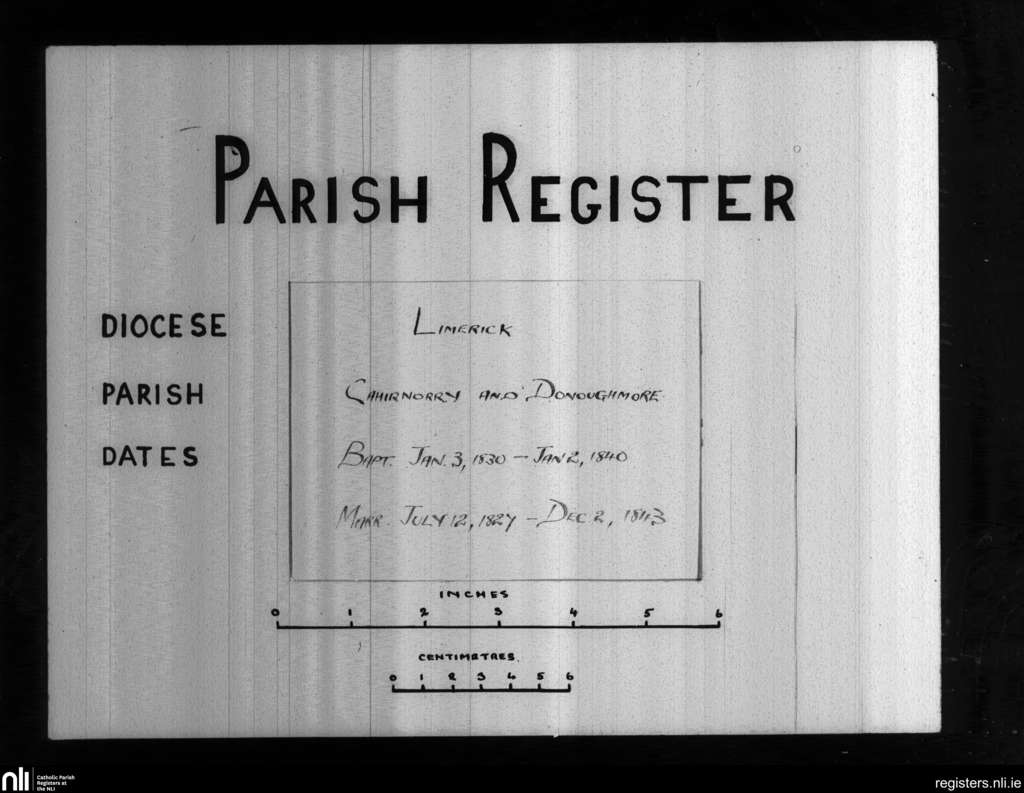 PARISH REGISTER
DIOCESE LIMERICK
PARISH CAHIRNORRY AND DONOUGHMORE
DATES BAPT. JAN. 3, 1830 – JAN 2, 1840
MARR. JULY 12, 1827 – DEC 2, 1843
INCHES
0 1 2 3 4 5 6
CENTIMETRES.
0 1 2 3 4 5 6
nli Catholic Parish
Registers at
the NLI
registers.nli.ie